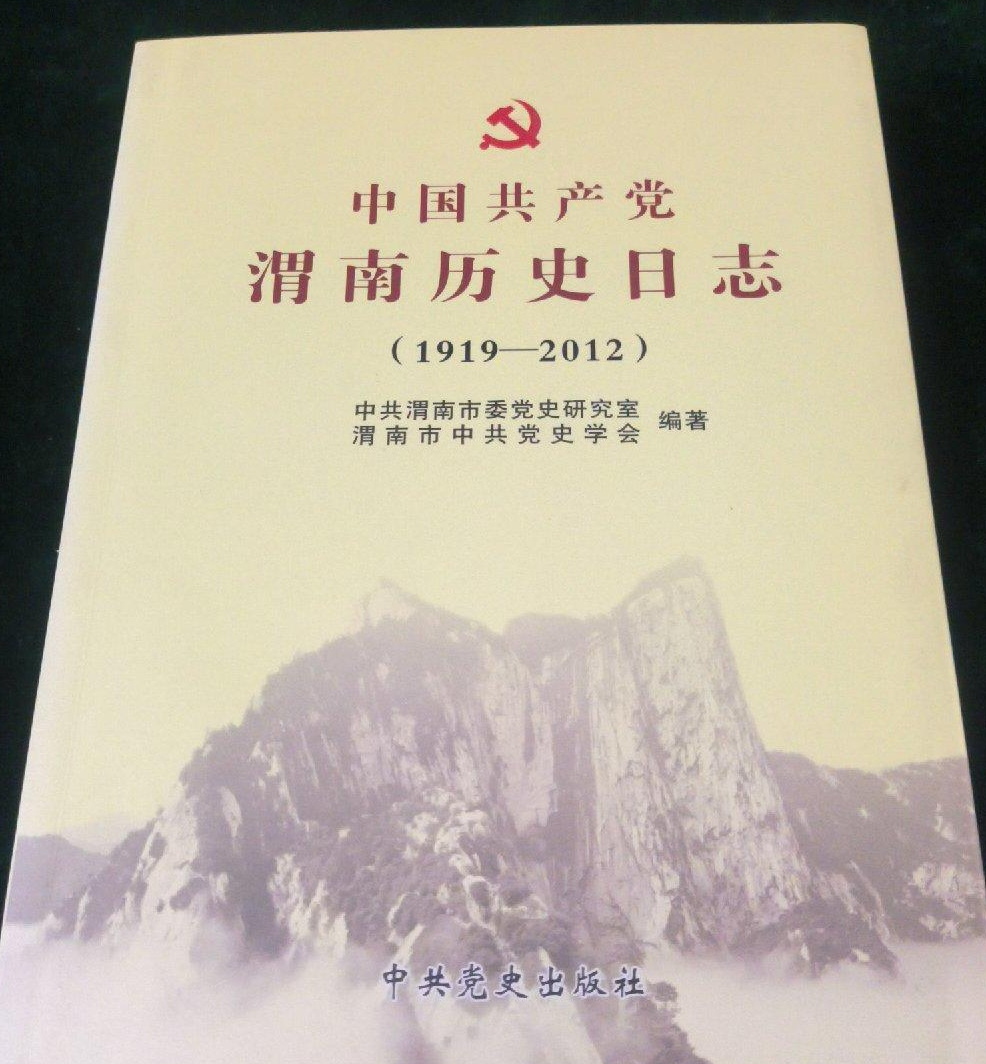 中国共产党
渭南历史日志
（1919—2012）
中共渭南市委党史研究室
渭南市中共党史学会
编著
中共党史出版社